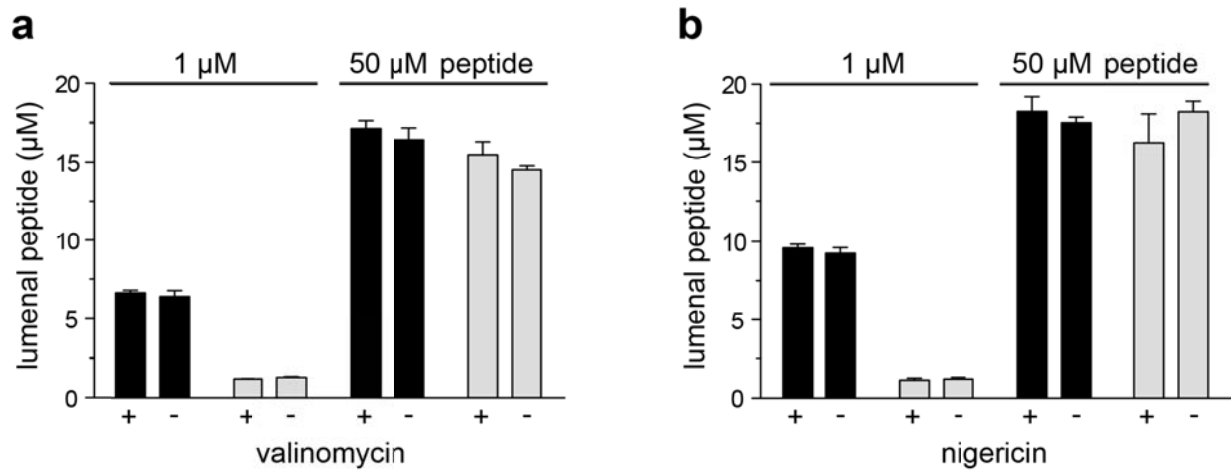 a
1 µM 50 µM peptide
lumenal peptide (µM)
20
15
10
5
0
+ - + - + - + -
valinomycin
b
1 µM 50 µM peptide
lumenal peptide (µM)
20
15
10
5
0
+ - + - + - + -
nigericin